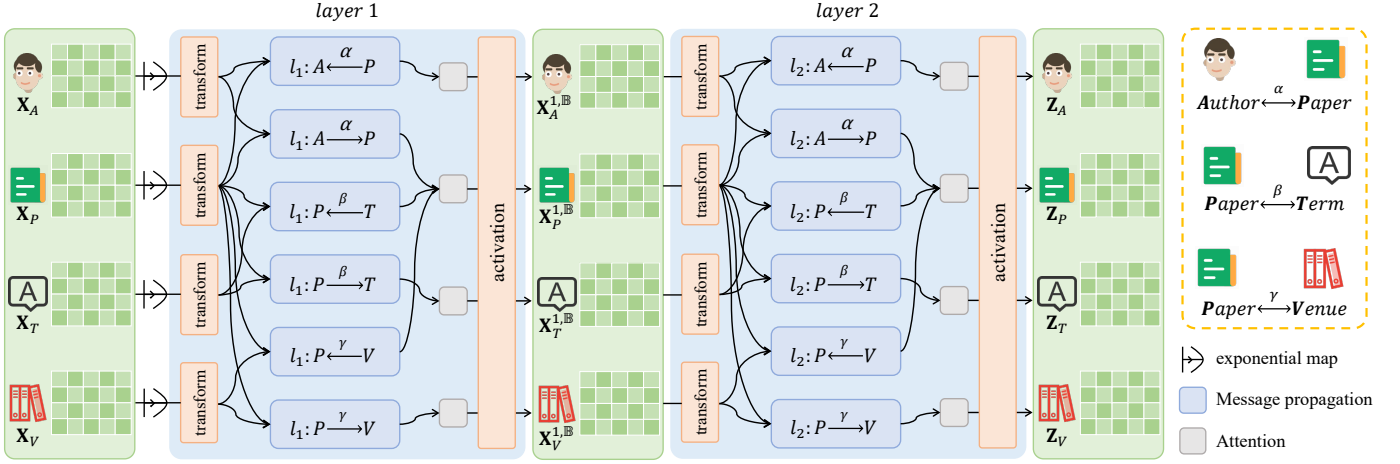 layer 1
layer 2
X_A
X_P
X_T
X_V
transform
transform
transform
transform
l_1: A ⟵^α P
l_1: A ⟶^α P
l_1: P ⟵^β T
l_1: P ⟶^β T
l_1: P ⟵^γ V
l_1: P ⟶^γ V
activation
X_A^{1,𝔹}
X_P^{1,𝔹}
A
X_T^{1,𝔹}
X_V^{1,𝔹}
transform
transform
transform
transform
l_2: A ⟵^α P
l_2: A ⟶^α P
l_2: P ⟵^β T
l_2: P ⟶^β T
l_2: P ⟵^γ V
l_2: P ⟶^γ V
activation
Z_A
Z_P
A
Z_T
Z_V
A
Author ⟷^α Paper
A
Paper ⟷^β Term
Paper ⟷^γ Venue
exponential map
Message propagation
Attention